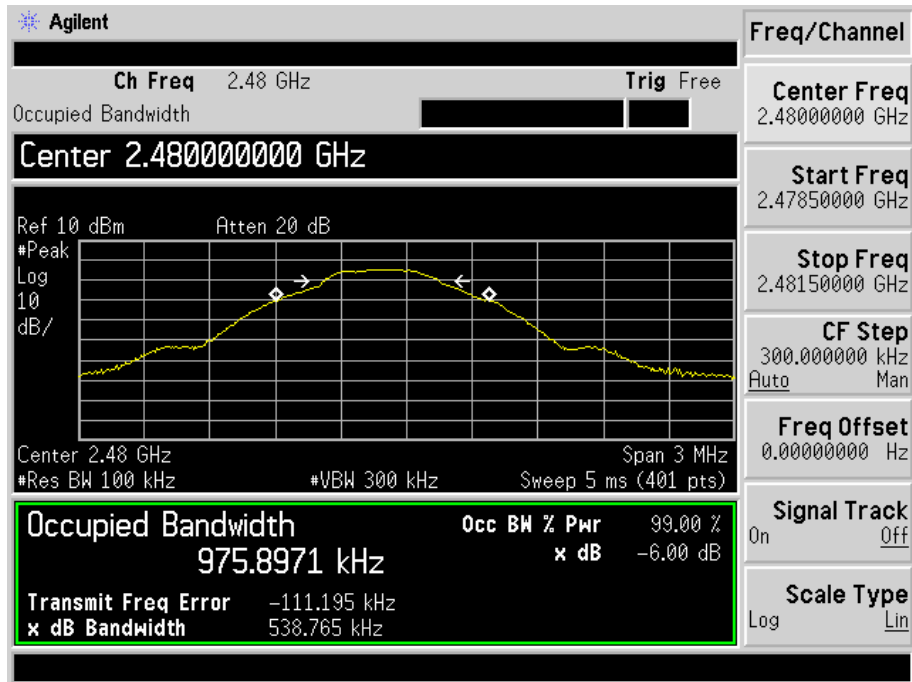 Agilent
Freq/Channel
Ch Freq 2.48 GHz Trig Free
Occupied Bandwidth
Center 2.480000000 GHz
Ref 10 dBm Atten 20 dB
#Peak
Log
10
dB/
Center 2.48 GHz Span 3 MHz
#Res BW 100 kHz #VBW 300 kHz Sweep 5 ms (401 pts)
Occupied Bandwidth
975.8971 kHz
Occ BW % Pwr 99.00 %
x dB -6.00 dB
Transmit Freq Error -111.195 kHz
x dB Bandwidth 538.765 kHz
Center Freq
2.48000000 GHz
Start Freq
2.47850000 GHz
Stop Freq
2.48150000 GHz
CF Step
300.000000 kHz
Auto Man
Freq Offset
0.00000000 Hz
Signal Track
On Off
Scale Type
Log Lin